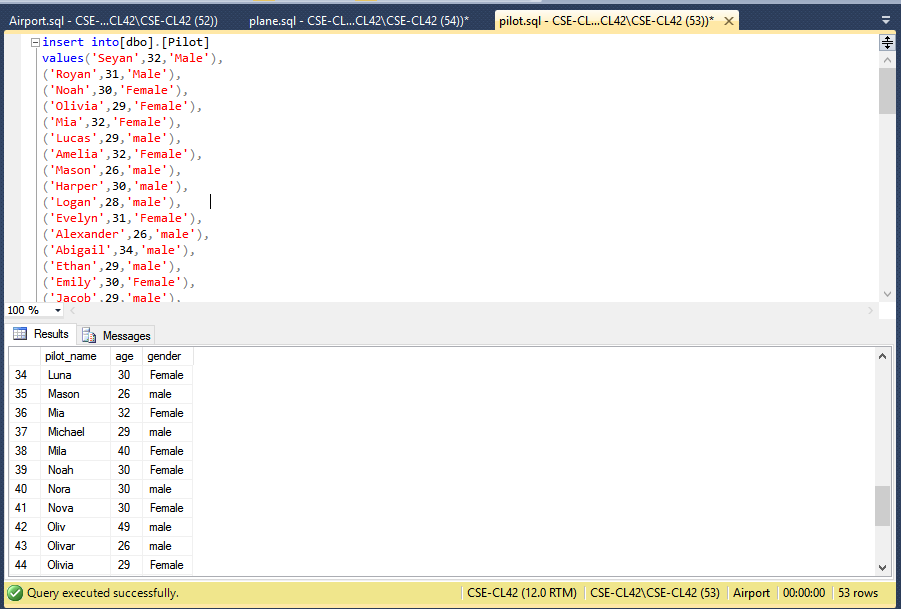 Airport.sql - CSE-...CL42\CSE-CL42 (52))
plane.sql - CSE-CL...CL42\CSE-CL42 (54))*
pilot.sql - CSE-CL...CL42\CSE-CL42 (53))*
insert into[dbo].[Pilot]
values('Seyan',32,'Male'),
('Royan',31,'Male'),
('Noah',30,'Female'),
('Olivia',29,'Female'),
('Mia',32,'Female'),
('Lucas',29,'male'),
('Amelia',32,'Female'),
('Mason',26,'male'),
('Harper',30,'male'),
('Logan',28,'male'),
('Evelyn',31,'Female'),
('Alexander',26,'male'),
('Abigail',34,'male'),
('Ethan',29,'male'),
('Emily',30,'Female'),
('Jacob',29,'male'),
100 %
Results Messages
pilot_name age gender
34 Luna 30 Female
35 Mason 26 male
36 Mia 32 Female
37 Michael 29 male
38 Mila 40 Female
39 Noah 30 Female
40 Nora 30 male
41 Nova 30 Female
42 Oliv 49 male
43 Olivar 26 male
44 Olivia 29 Female
Query executed successfully. CSE-CL42 (12.0 RTM) CSE-CL42\CSE-CL42 (53) Airport 00:00:00 53 rows